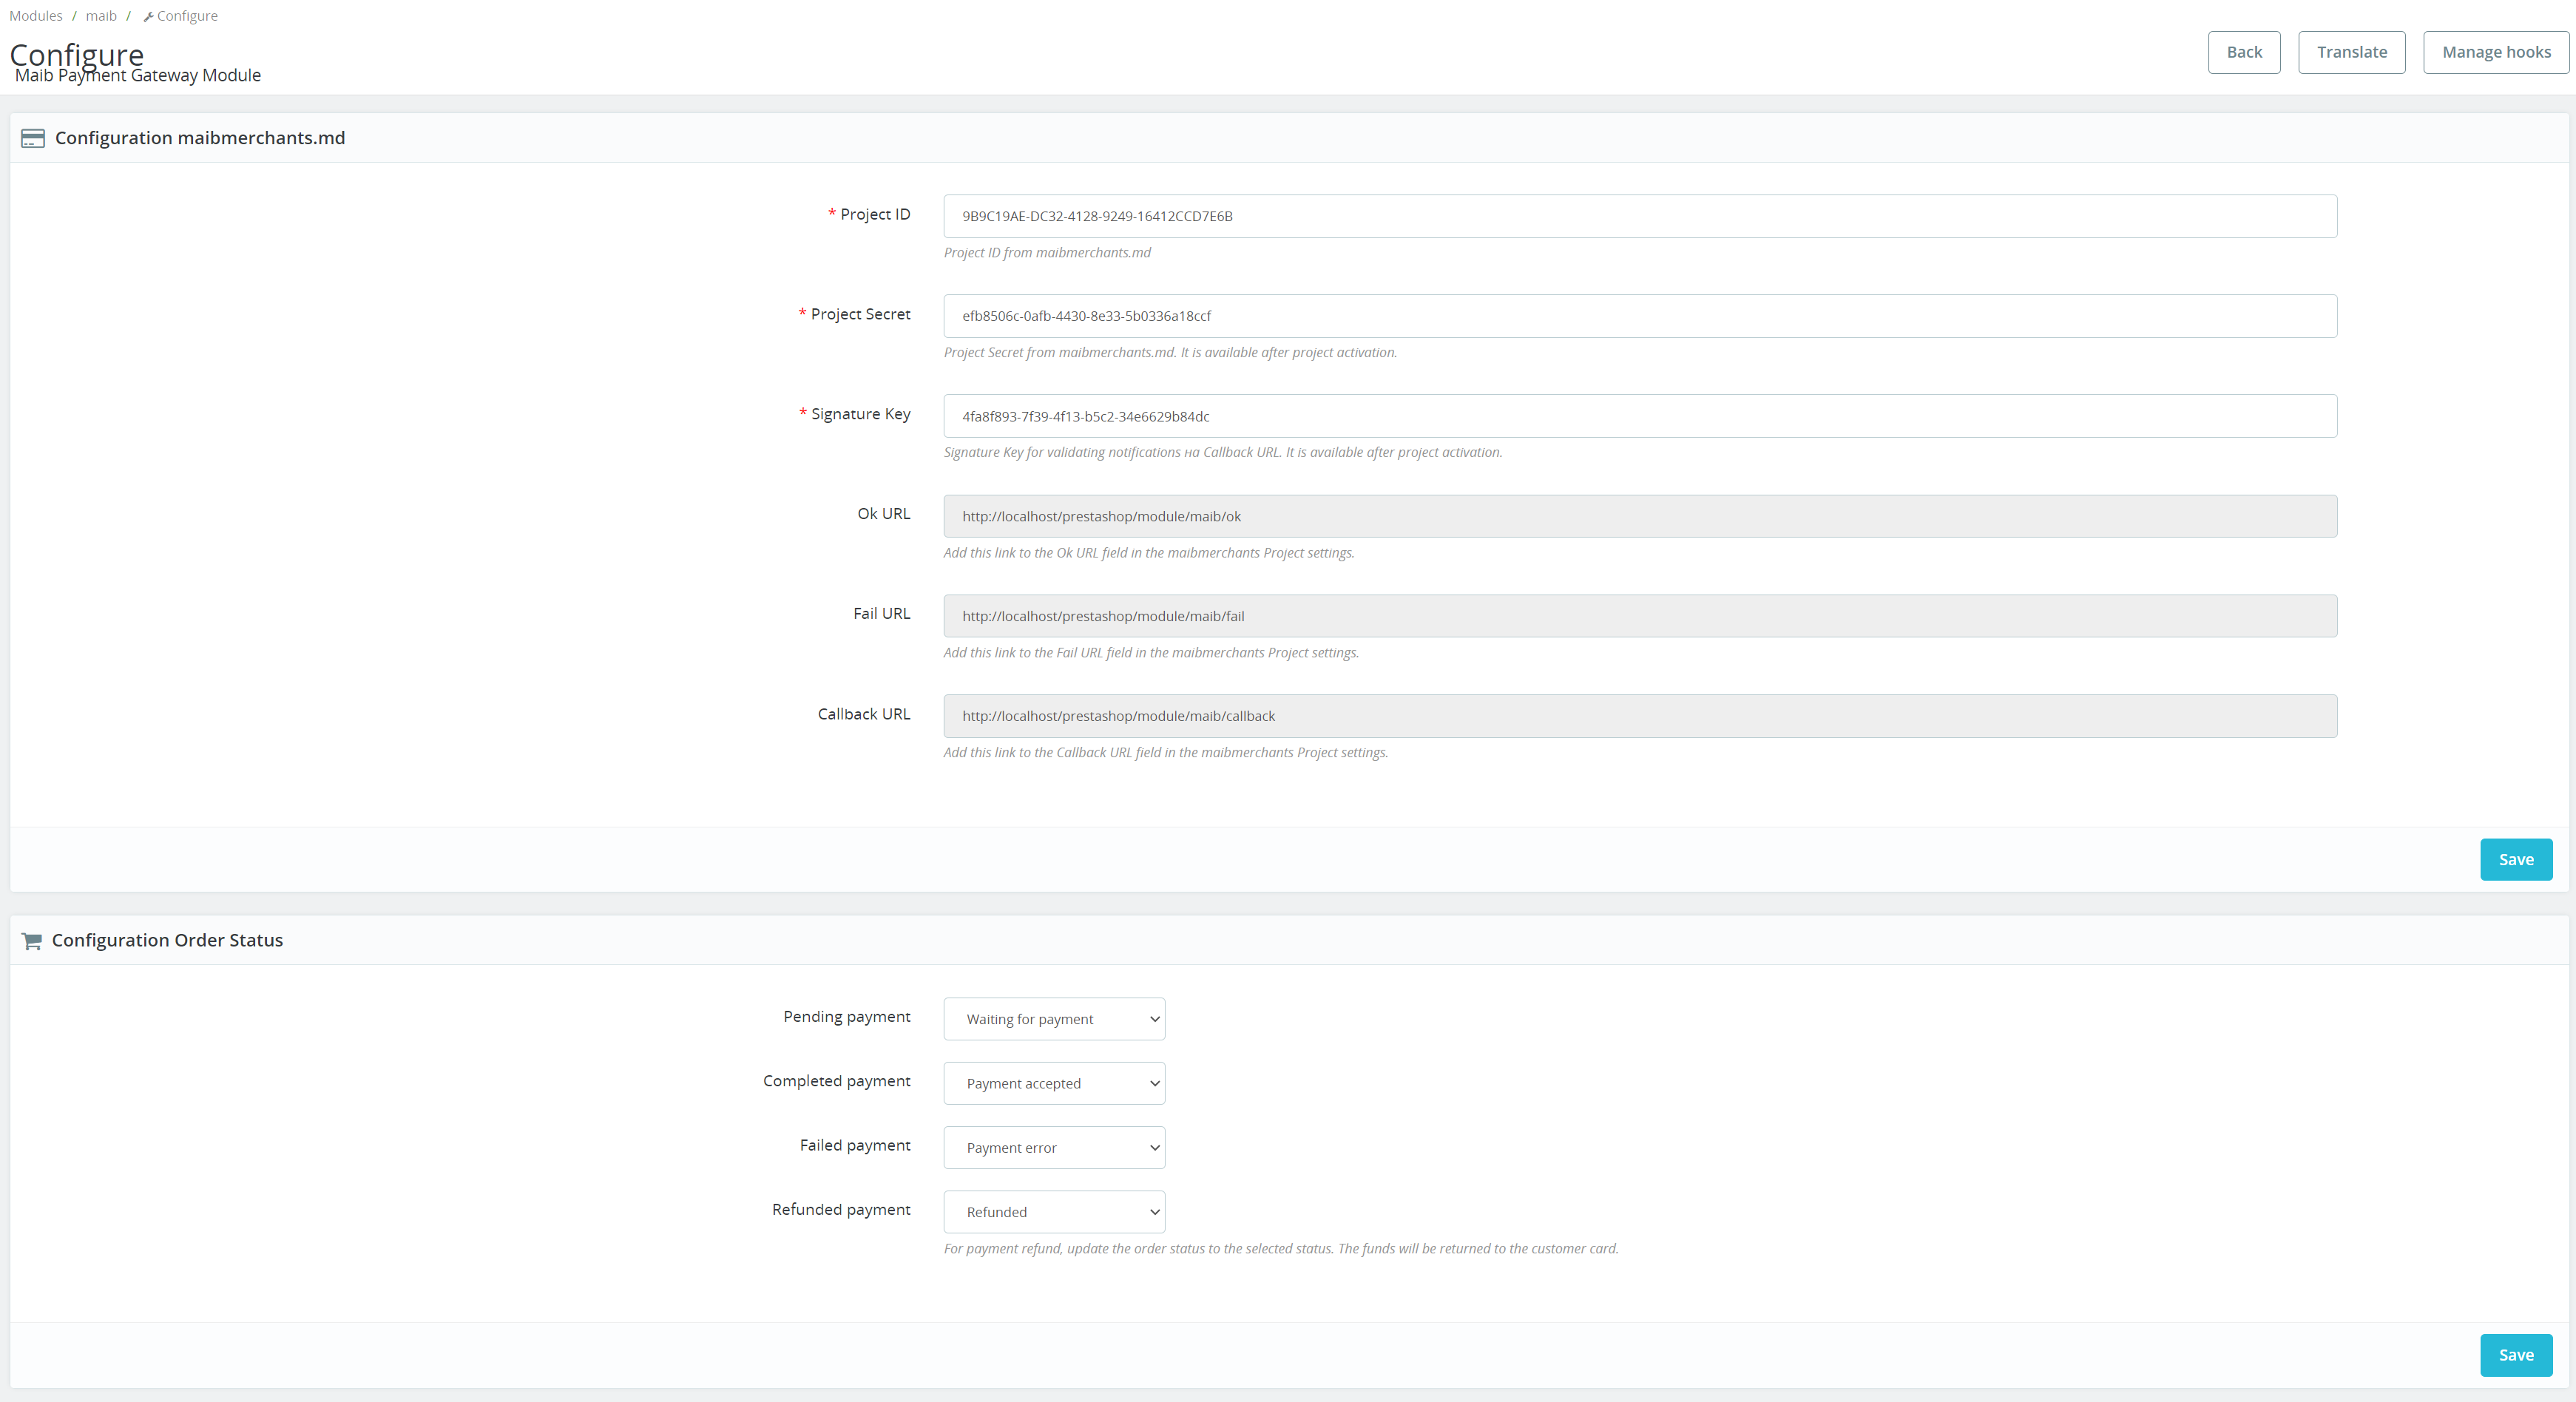 Modules / maib / Configure
Configure
Maib Payment Gateway Module
Back Translate Manage hooks
Configuration maibmerchants.md
* Project ID 9B9C19AE-DC32-4128-9249-16412CCD7E6B
Project ID from maibmerchants.md
* Project Secret efb8506c-0afb-4430-8e33-5b0336a18ccf
Project Secret from maibmerchants.md. It is available after project activation.
* Signature Key 4fa8f893-7f39-4f13-b5c2-34e6629b84dc
Signature Key for validating notifications на Callback URL. It is available after project activation.
Ok URL http://localhost/prestashop/module/maib/ok
Add this link to the Ok URL field in the maibmerchants Project settings.
Fail URL http://localhost/prestashop/module/maib/fail
Add this link to the Fail URL field in the maibmerchants Project settings.
Callback URL http://localhost/prestashop/module/maib/callback
Add this link to the Callback URL field in the maibmerchants Project settings.
Save
Configuration Order Status
Pending payment Waiting for payment
Completed payment Payment accepted
Failed payment Payment error
Refunded payment Refunded
For payment refund, update the order status to the selected status. The funds will be returned to the customer card.
Save